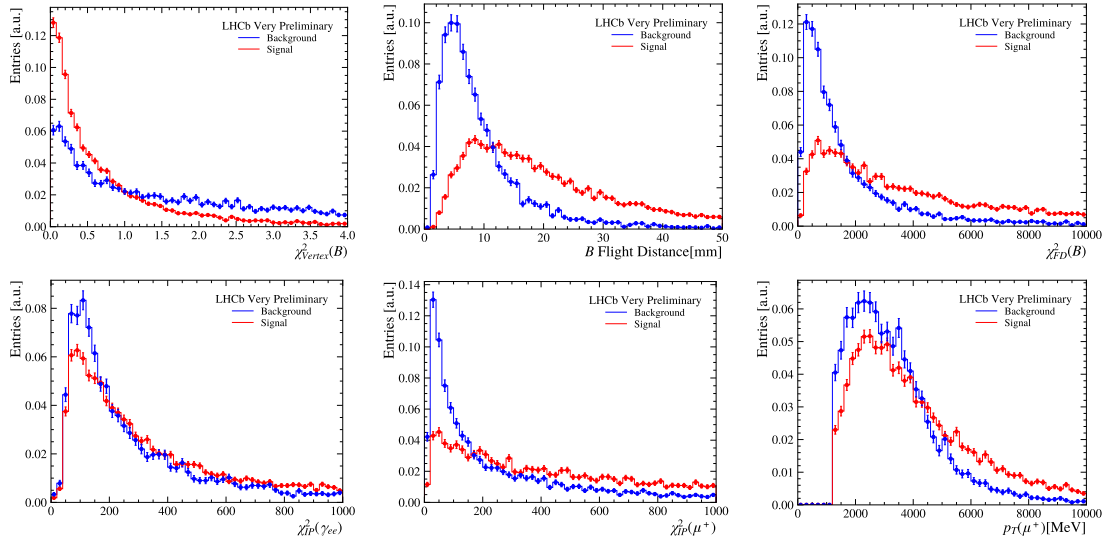 LHCb Very Preliminary
Background
Signal
Entries [a.u.]
0.12
0.10
0.08
0.06
0.04
0.02
0.00
0.0 0.5 1.0 1.5 2.0 2.5 3.0 3.5 4.0
χ²Vertex(B)
LHCb Very Preliminary
Background
Signal
Entries [a.u.]
0.10
0.08
0.06
0.04
0.02
0.00
0 10 20 30 40 50
B Flight Distance[mm]
LHCb Very Preliminary
Background
Signal
Entries [a.u.]
0.12
0.10
0.08
0.06
0.04
0.02
0.00
0 2000 4000 6000 8000 10000
χ²FD(B)
LHCb Very Preliminary
Background
Signal
Entries [a.u.]
0.08
0.06
0.04
0.02
0.00
0 200 400 600 800 1000
χ²IP(γee)
LHCb Very Preliminary
Background
Signal
Entries [a.u.]
0.14
0.12
0.10
0.08
0.06
0.04
0.02
0.00
0 200 400 600 800 1000
χ²IP(μ⁺)
LHCb Very Preliminary
Background
Signal
Entries [a.u.]
0.06
0.05
0.04
0.03
0.02
0.01
0.00
0 2000 4000 6000 8000 10000
pT(μ⁺)[MeV]